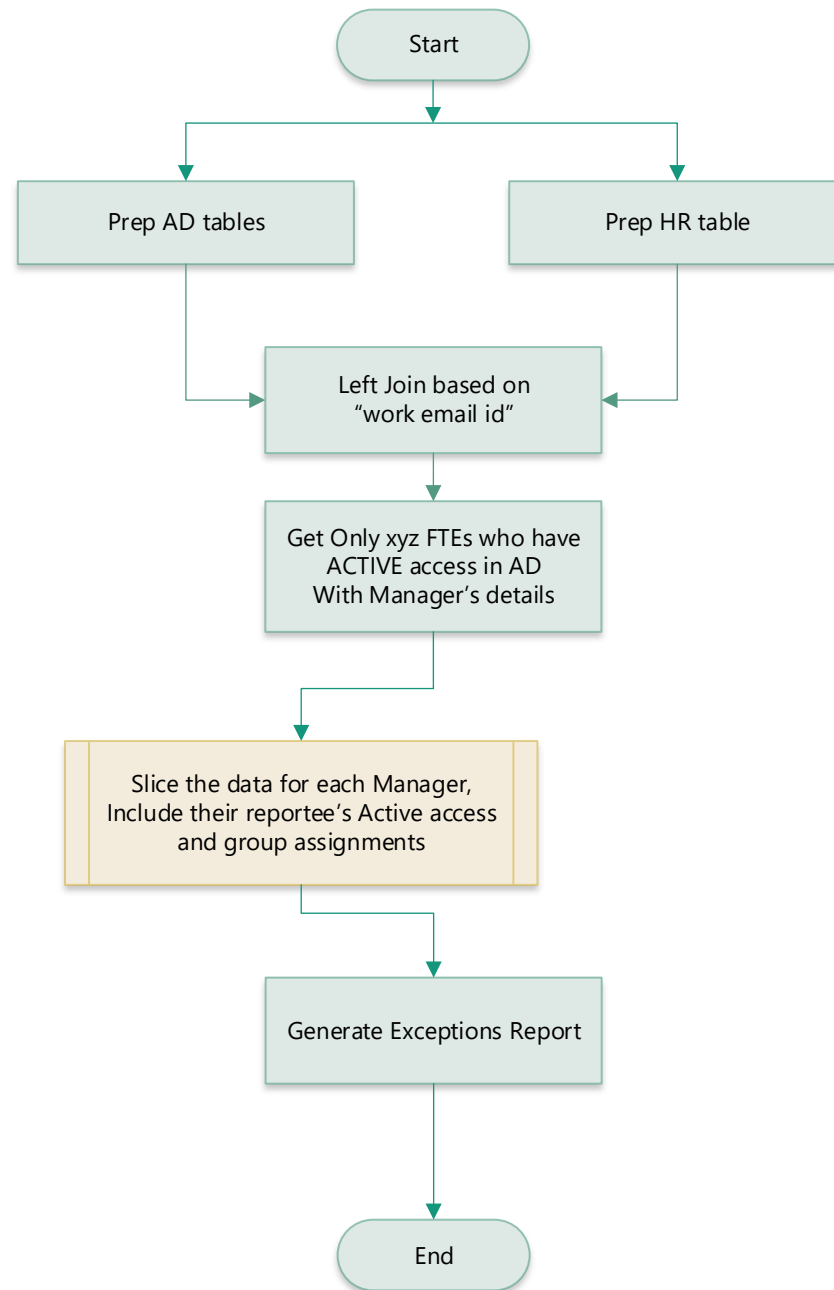 Start
Prep AD tables
Prep HR table
Left Join based on
“work email id”
Get Only xyz FTEs who have
ACTIVE access in AD
With Manager’s details
Slice the data for each Manager,
Include their reportee’s Active access
and group assignments
Generate Exceptions Report
End